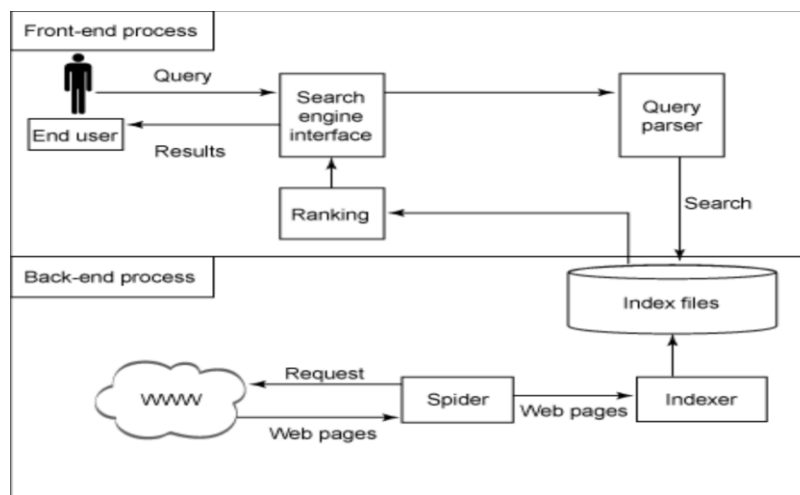 Front-end process
Query
End user
Results
Search
engine
interface
Query
parser
Ranking
Search
Back-end process
Index files
WWW
Request
Web pages
Spider
Web pages
Indexer